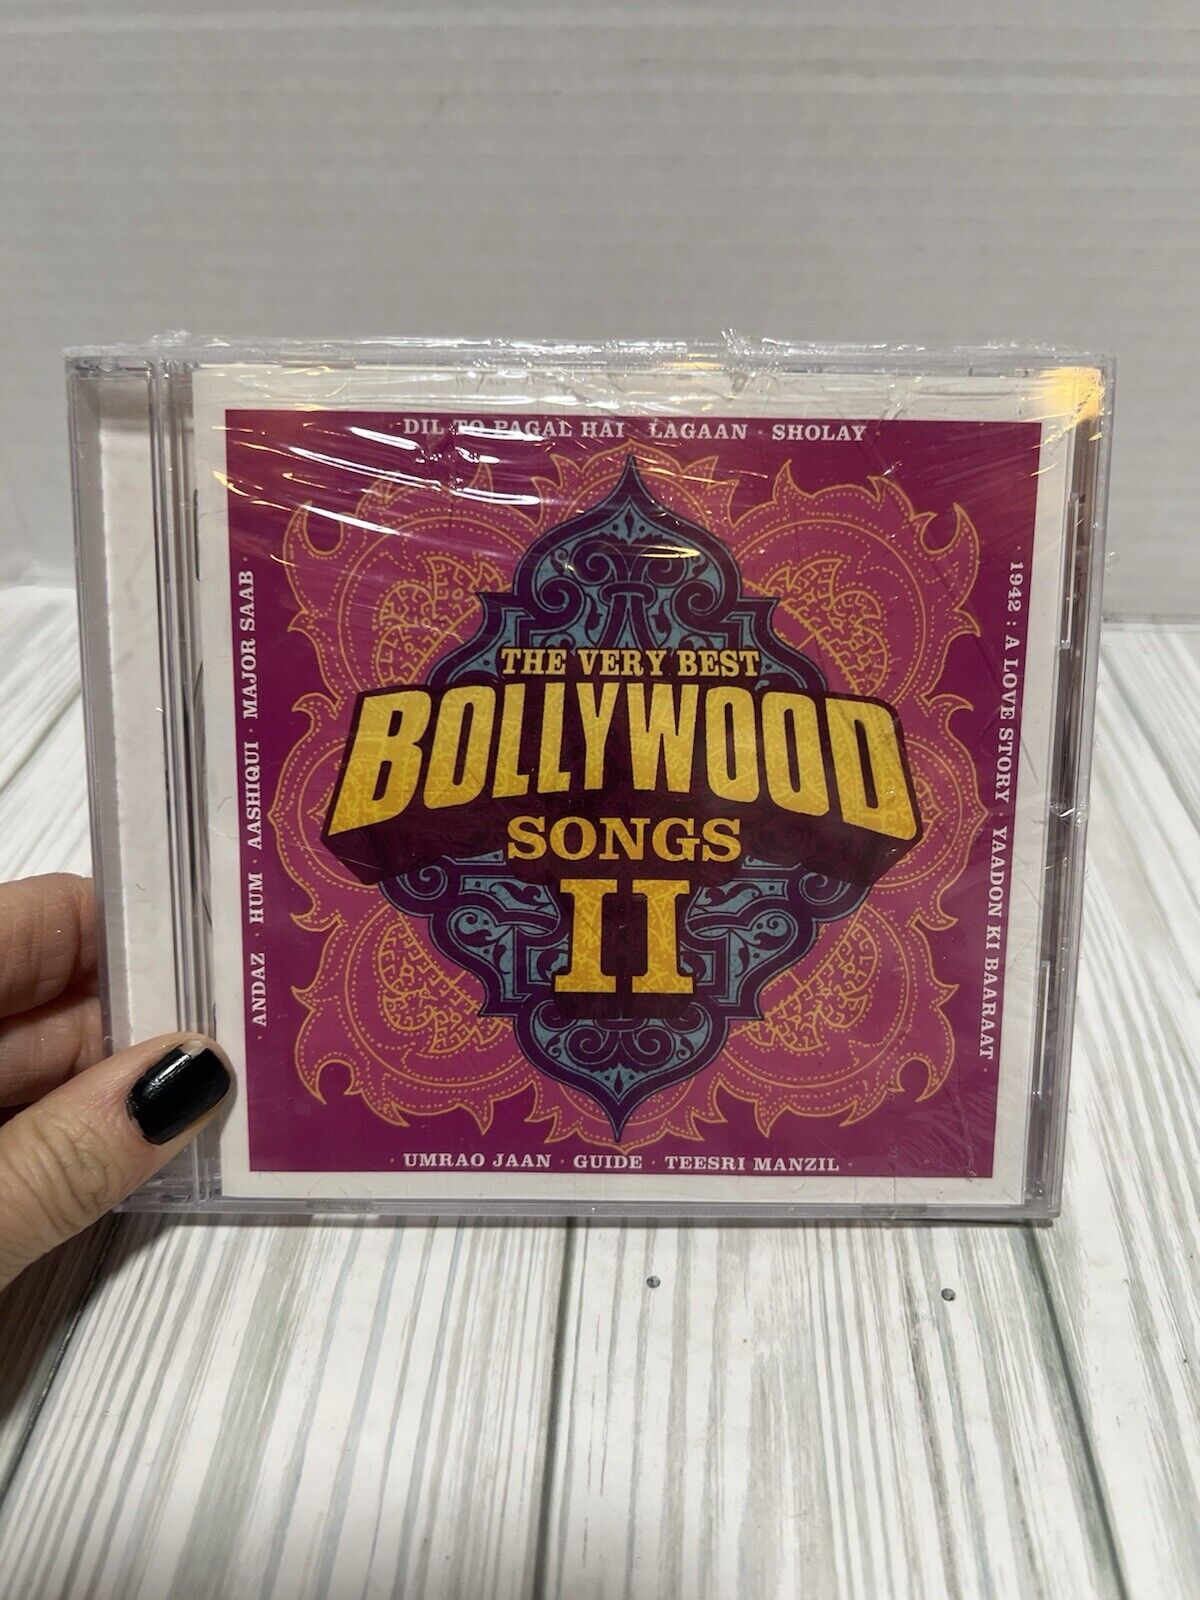 · DIL TO PAGAL HAI · LAGAAN · SHOLAY ·
· ANDAZ · HUM · AASHIQUI · MAJOR SAAB ·
THE VERY BEST
BOLLYWOOD
SONGS
II
· 1942 : A LOVE STORY · YAADON KI BAARAAT ·
· UMRAO JAAN · GUIDE · TEESRI MANZIL ·